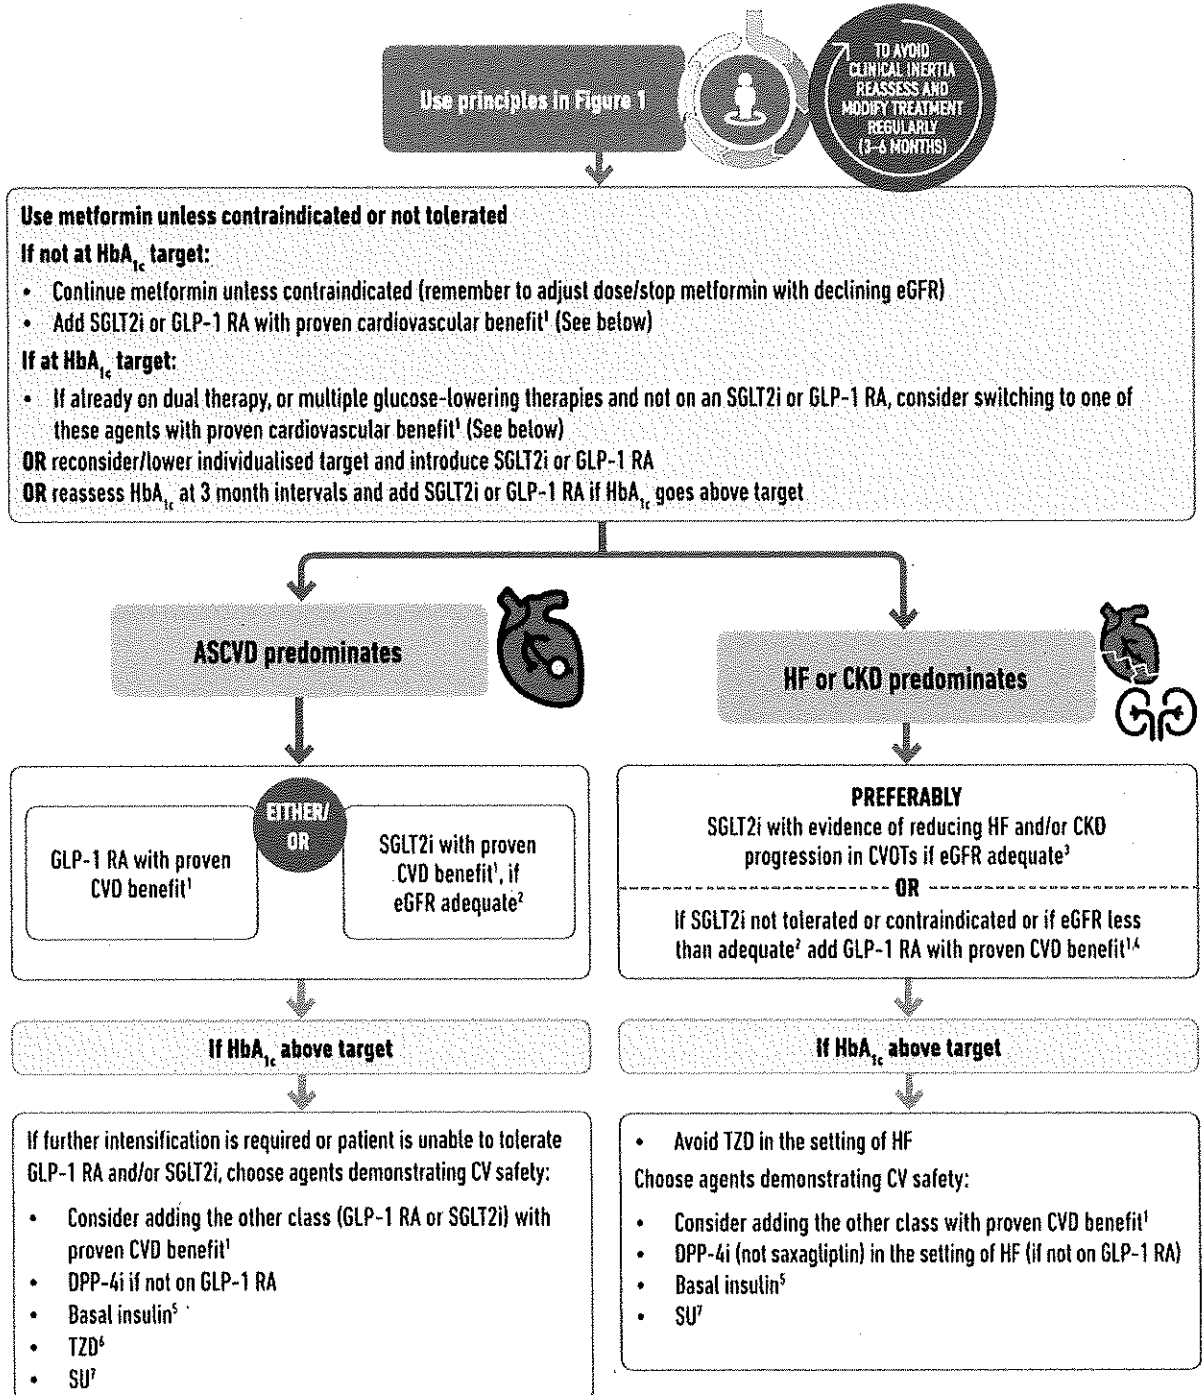 Use principles in Figure 1
TO AVOID
CLINICAL INERTIA
REASSESS AND
MODIFY TREATMENT
REGULARLY
(3–6 MONTHS)
Use metformin unless contraindicated or not tolerated
If not at HbA1c target:
• Continue metformin unless contraindicated (remember to adjust dose/stop metformin with declining eGFR)
• Add SGLT2i or GLP-1 RA with proven cardiovascular benefit¹ (See below)
If at HbA1c target:
• If already on dual therapy, or multiple glucose-lowering therapies and not on an SGLT2i or GLP-1 RA, consider switching to one of
these agents with proven cardiovascular benefit¹ (See below)
OR reconsider/lower individualised target and introduce SGLT2i or GLP-1 RA
OR reassess HbA1c at 3 month intervals and add SGLT2i or GLP-1 RA if HbA1c goes above target
ASCVD predominates
HF or CKD predominates
EITHER/
OR
GLP-1 RA with proven
CVD benefit¹
SGLT2i with proven
CVD benefit¹, if
eGFR adequate²
PREFERABLY
SGLT2i with evidence of reducing HF and/or CKD
progression in CVOTs if eGFR adequate³
OR
If SGLT2i not tolerated or contraindicated or if eGFR less
than adequate² add GLP-1 RA with proven CVD benefit¹,⁴
If HbA1c above target
If HbA1c above target
If further intensification is required or patient is unable to tolerate
GLP-1 RA and/or SGLT2i, choose agents demonstrating CV safety:
• Consider adding the other class (GLP-1 RA or SGLT2i) with
proven CVD benefit¹
• DPP-4i if not on GLP-1 RA
• Basal insulin⁵
• TZD⁶
• SU⁷
• Avoid TZD in the setting of HF
Choose agents demonstrating CV safety:
• Consider adding the other class with proven CVD benefit¹
• DPP-4i (not saxagliptin) in the setting of HF (if not on GLP-1 RA)
• Basal insulin⁵
• SU⁷